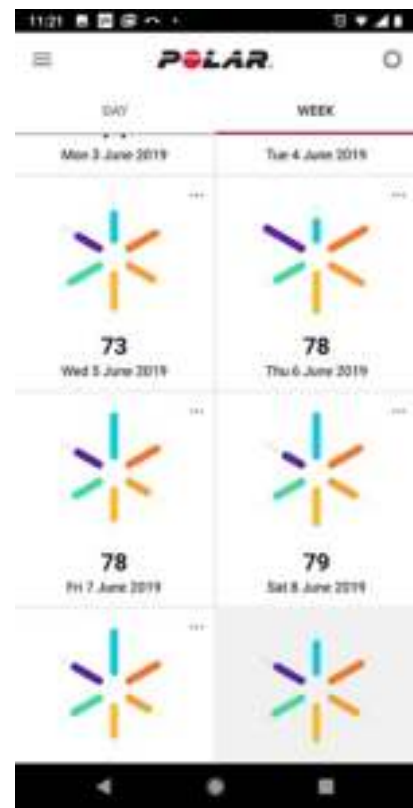 11:21
POLAR
DAY WEEK
Mon 3 June 2019 Tue 4 June 2019
73 78
Wed 5 June 2019 Thu 6 June 2019
78 79
Fri 7 June 2019 Sat 8 June 2019